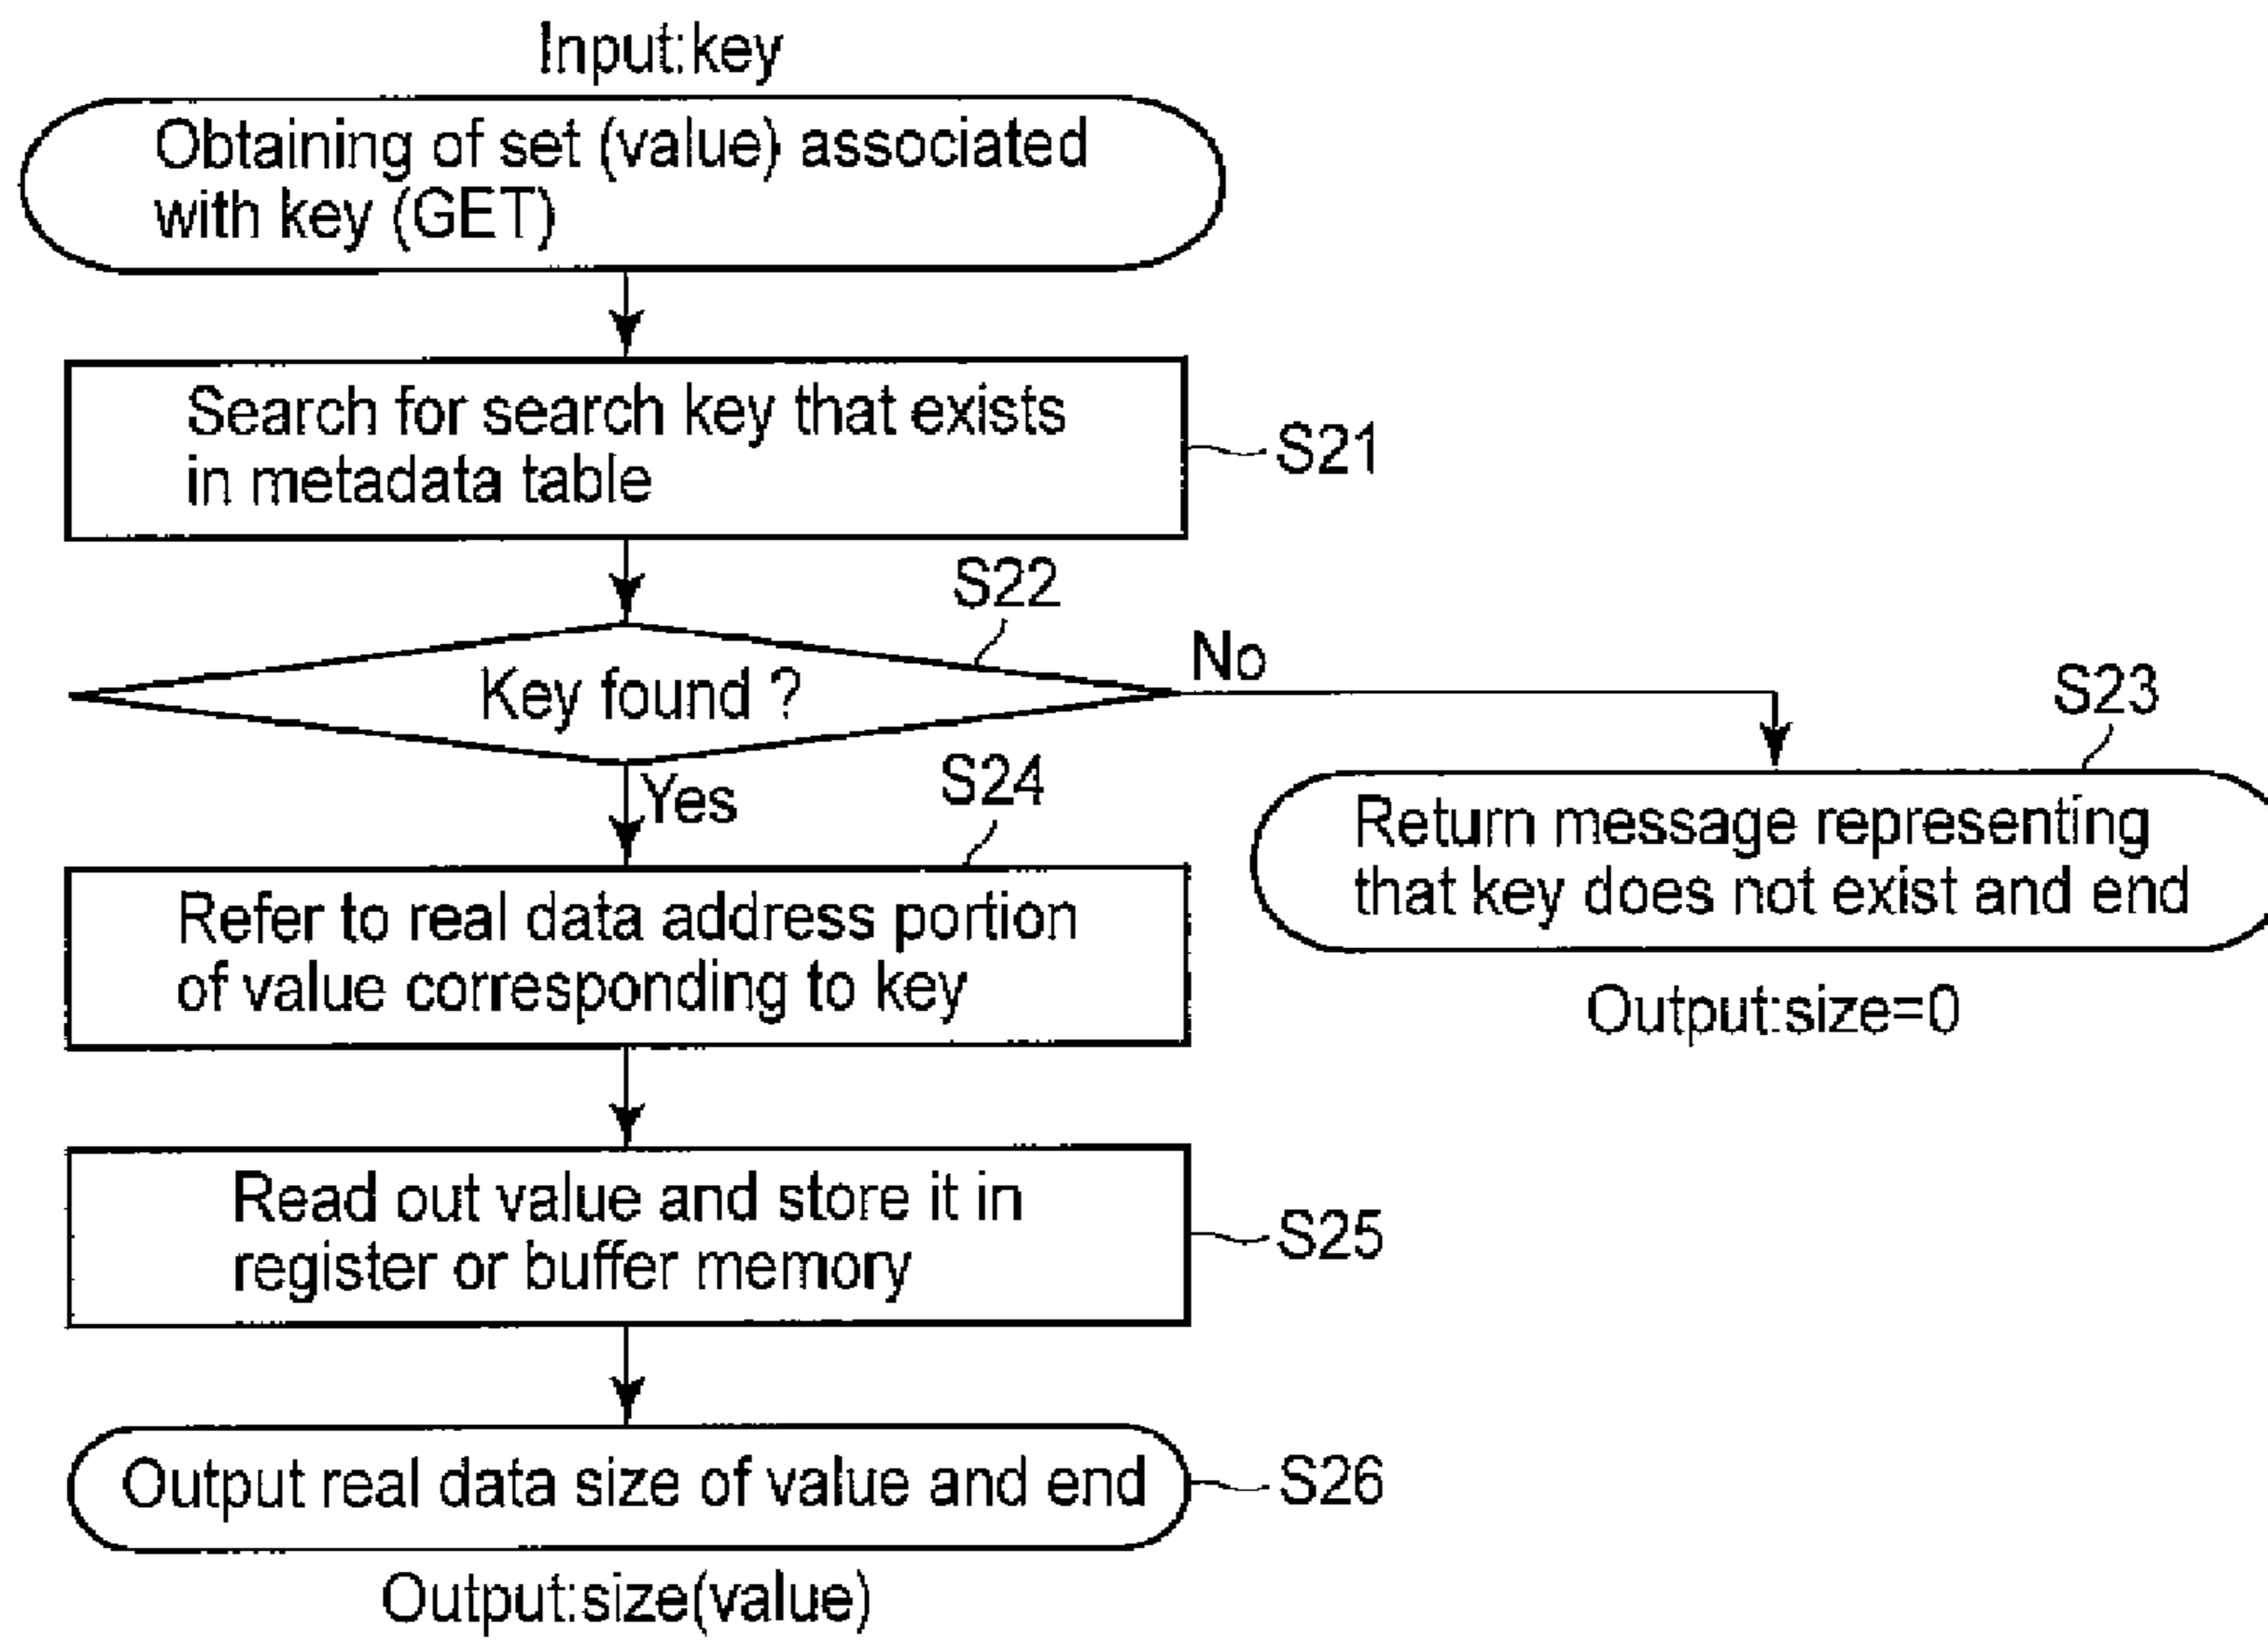 Input:key
Obtaining of set (value) associated
with key (GET)
Search for search key that exists
in metadata table
S21
S22
Key found ?
No
S23
Yes
S24
Return message representing
that key does not exist and end
Output:size=0
Refer to real data address portion
of value corresponding to key
Read out value and store it in
register or buffer memory
S25
Output real data size of value and end
S26
Output:size(value)